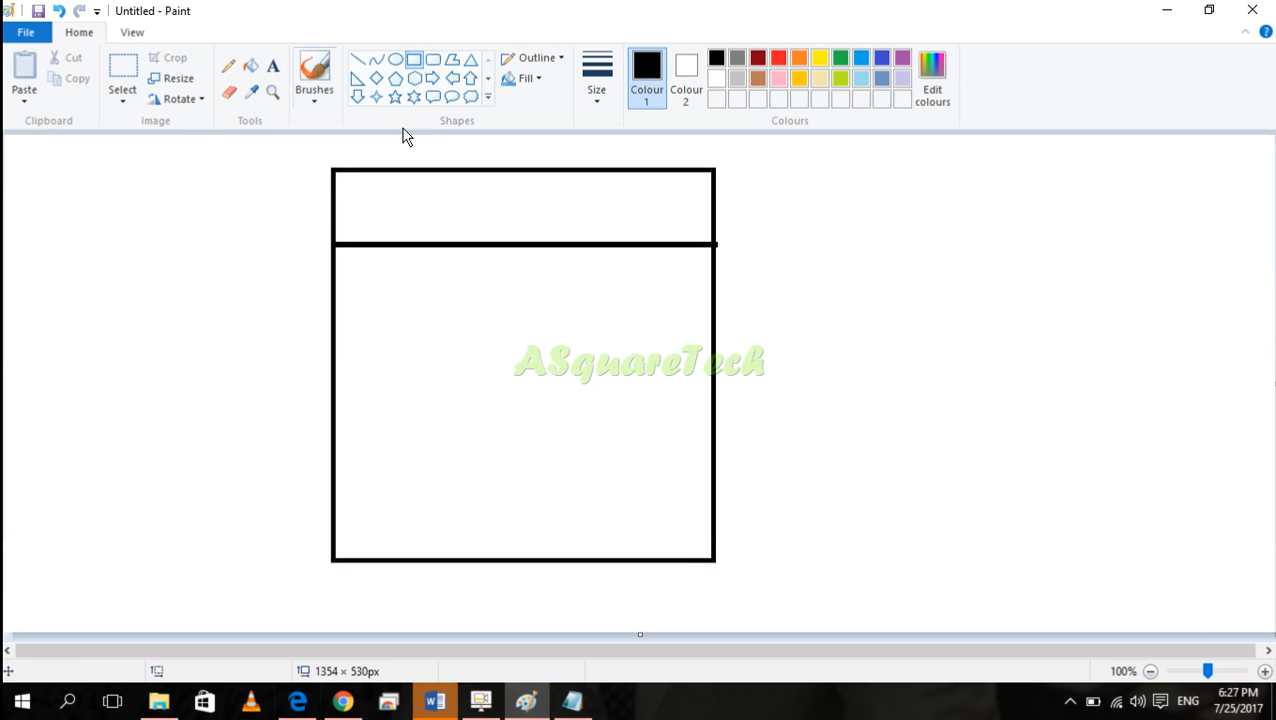 Untitled - Paint
File Home View
Paste
Cut
Copy
Clipboard
Select
Crop
Resize
Rotate
Image
Tools
Brushes
Shapes
Outline
Fill
Size
Colour 1
Colour 2
Edit colours
Colours
ASquareTech
1354 × 530px
100%
ENG
6:27 PM
7/25/2017